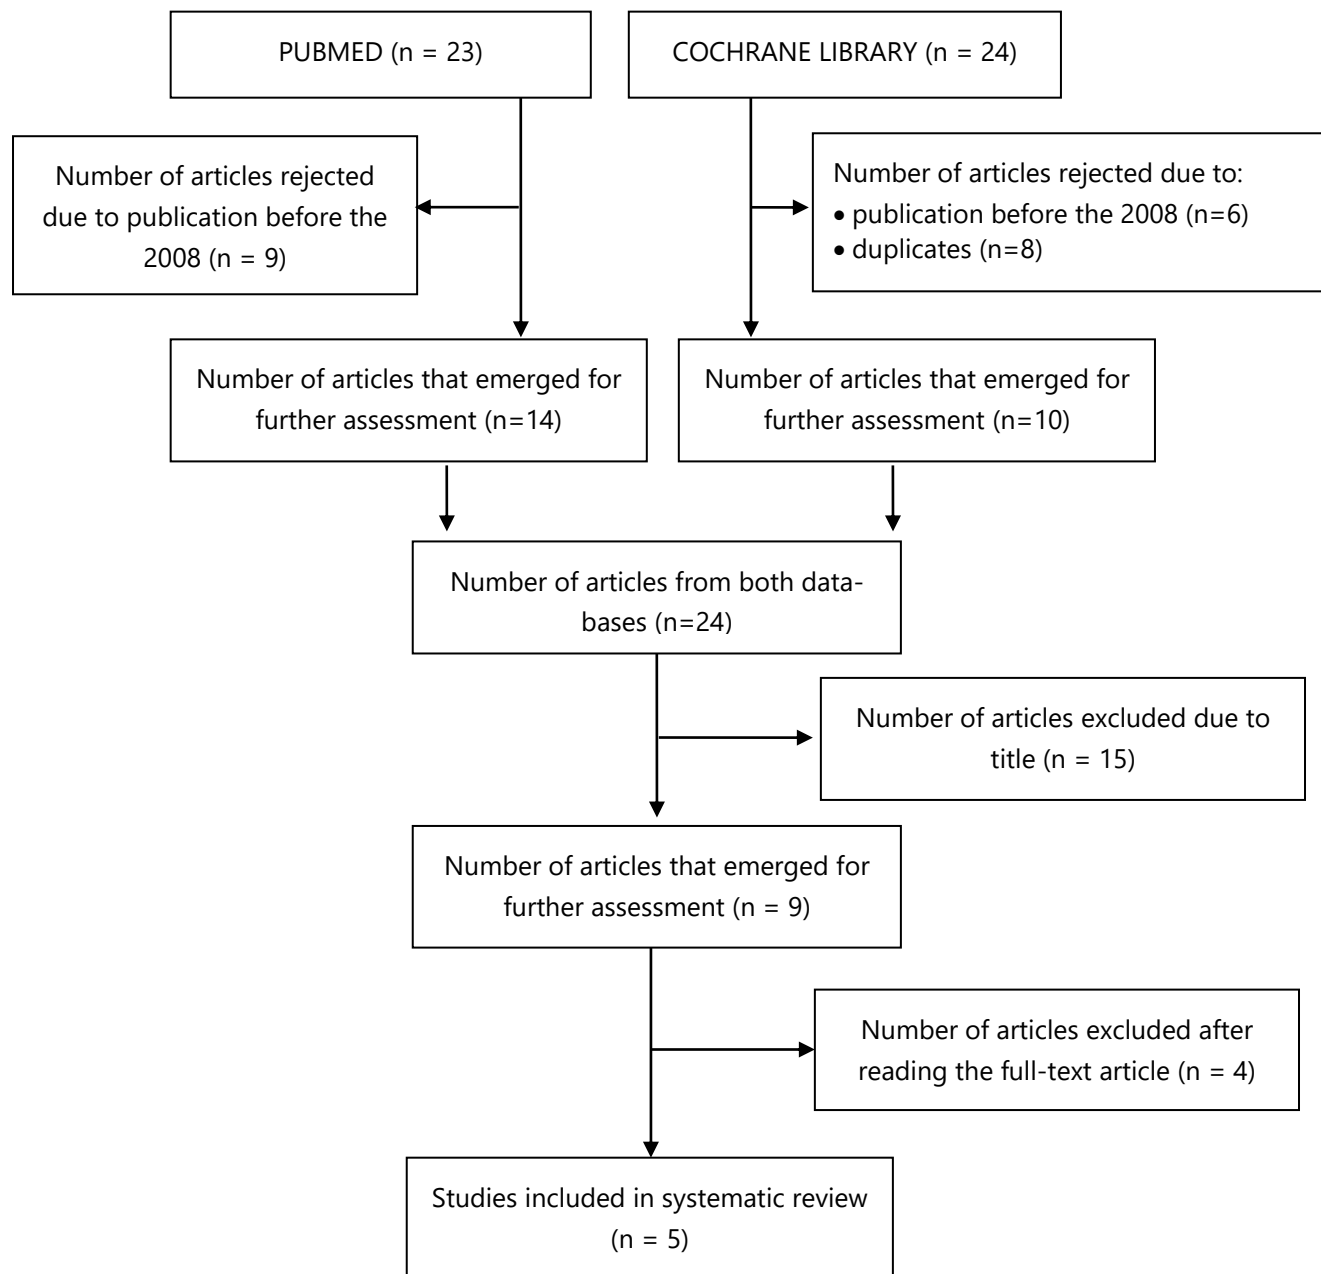 PUBMED (n = 23)
COCHRANE LIBRARY (n = 24)
Number of articles rejected
due to publication before the
2008 (n = 9)
Number of articles rejected due to:
• publication before the 2008 (n=6)
• duplicates (n=8)
Number of articles that emerged for
further assessment (n=14)
Number of articles that emerged for
further assessment (n=10)
Number of articles from both data-
bases (n=24)
Number of articles excluded due to
title (n = 15)
Number of articles that emerged for
further assessment (n = 9)
Number of articles excluded after
reading the full-text article (n = 4)
Studies included in systematic review
(n = 5)